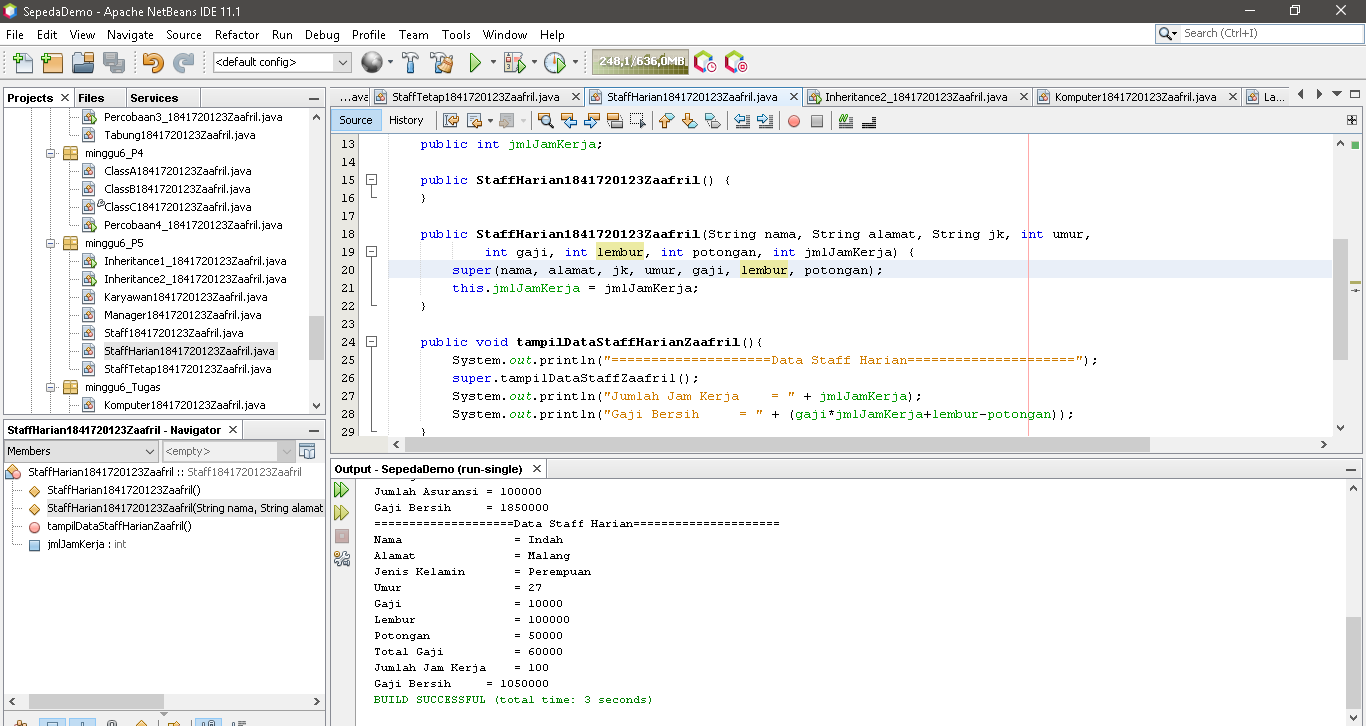 SepedaDemo - Apache NetBeans IDE 11.1
File Edit View Navigate Source Refactor Run Debug Profile Team Tools Window Help
Search (Ctrl+I)
<default config>
248,1/636,0MB
Projects Files Services
Percobaan3_1841720123Zaafril.java
Tabung1841720123Zaafril.java
minggu6_P4
ClassA1841720123Zaafril.java
ClassB1841720123Zaafril.java
ClassC1841720123Zaafril.java
Percobaan4_1841720123Zaafril.java
minggu6_P5
Inheritance1_1841720123Zaafril.java
Inheritance2_1841720123Zaafril.java
Karyawan1841720123Zaafril.java
Manager1841720123Zaafril.java
Staff1841720123Zaafril.java
StaffHarian1841720123Zaafril.java
StaffTetap1841720123Zaafril.java
minggu6_Tugas
Komputer1841720123Zaafril.java
StaffHarian1841720123Zaafril - Navigator
Members <empty>
StaffHarian1841720123Zaafril :: Staff1841720123Zaafril
StaffHarian1841720123Zaafril()
StaffHarian1841720123Zaafril(String nama, String alamat
tampilDataStaffHarianZaafril()
jmlJamKerja : int
...ava StaffTetap1841720123Zaafril.java StaffHarian1841720123Zaafril.java Inheritance2_1841720123Zaafril.java Komputer1841720123Zaafril.java La...
Source History
13 public int jmlJamKerja;
14
15 public StaffHarian1841720123Zaafril() {
16 }
17
18 public StaffHarian1841720123Zaafril(String nama, String alamat, String jk, int umur,
19 int gaji, int lembur, int potongan, int jmlJamKerja) {
20 super(nama, alamat, jk, umur, gaji, lembur, potongan);
21 this.jmlJamKerja = jmlJamKerja;
22 }
23
24 public void tampilDataStaffHarianZaafril(){
25 System.out.println("====================Data Staff Harian=====================");
26 super.tampilDataStaffZaafril();
27 System.out.println("Jumlah Jam Kerja    = " + jmlJamKerja);
28 System.out.println("Gaji Bersih     = " + (gaji*jmlJamKerja+lembur-potongan));
29 }
Output - SepedaDemo (run-single)
Jumlah Asuransi = 100000
Gaji Bersih     = 1850000
====================Data Staff Harian=====================
Nama                = Indah
Alamat              = Malang
Jenis Kelamin       = Perempuan
Umur                = 27
Gaji                = 10000
Lembur              = 100000
Potongan            = 50000
Total Gaji          = 60000
Jumlah Jam Kerja    = 100
Gaji Bersih     = 1050000
BUILD SUCCESSFUL (total time: 3 seconds)